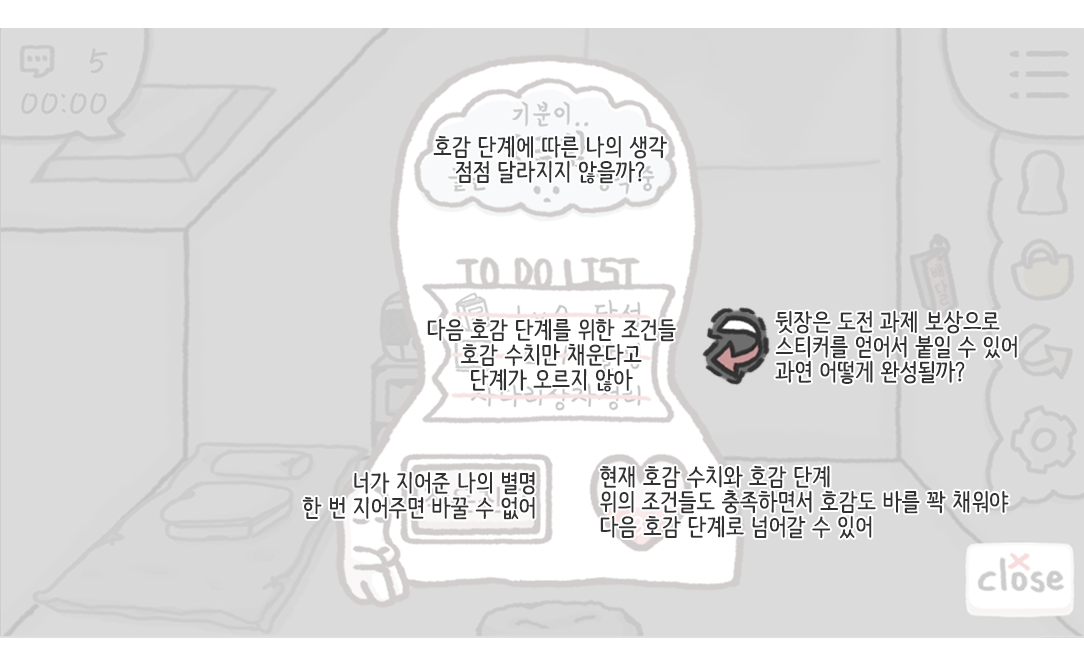 5
00:00
기분이..
호감 단계에 따른 나의 생각
점점 달라지지 않을까?
TO DO LIST
다음 호감 단계를 위한 조건들
호감 수치만 채운다고
단계가 오르지 않아
뒷장은 도전 과제 보상으로
스티커를 얻어서 붙일 수 있어
과연 어떻게 완성될까?
너가 지어준 나의 별명
한 번 지어주면 바꿀 수 없어
현재 호감 수치와 호감 단계
위의 조건들도 충족하면서 호감도 바를 꽉 채워야
다음 호감 단계로 넘어갈 수 있어
close